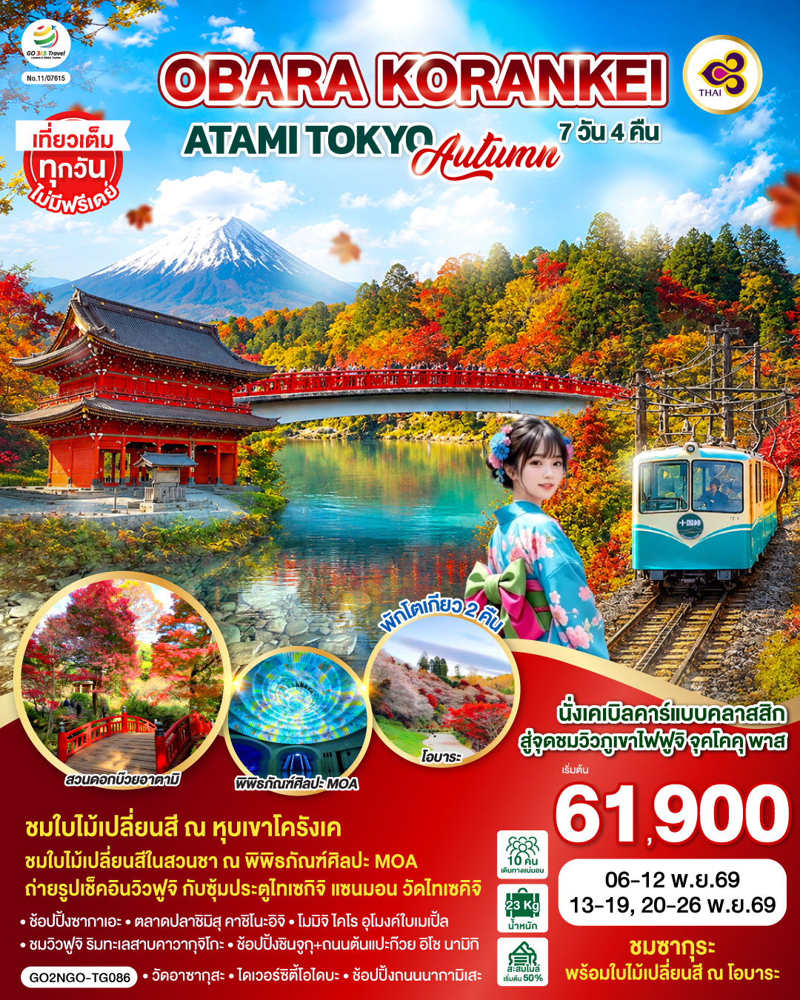 GO 365 Travel
Leaders in Global Tourism
No.11/07615
OBARA KORANKEI
THAI
ATAMI TOKYO Autumn 7 วัน 4 คืน
เที่ยวเต็ม
ทุกวัน
ไม่มีฟรีเดย์
十国峠
พักโตเกียว 2 คืน
สวนดอกบ๊วยอาตามิ
พิพิธภัณฑ์ศิลปะ MOA
โอบาระ
นั่งเคเบิลคาร์แบบคลาสสิก
สู่จุดชมวิวภูเขาไฟฟูจิ จุคโคคุ พาส
เริ่มต้น
61,900
ชมใบไม้เปลี่ยนสี ณ หุบเขาโครังเค
ชมใบไม้เปลี่ยนสีในสวนชา ณ พิพิธภัณฑ์ศิลปะ MOA
ถ่ายรูปเช็คอินวิวฟูจิ กับซุ้มประตูไทเซกิจิ แซนมอน วัดไทเซคิจิ
• ช้อปปิ้งซากาเอะ • ตลาดปลาชิมิสุ คาชิโนะอิจิ • โมมิจิ ไคโร อุโมงค์ใบเมเปิ้ล
• ชมวิวฟูจิ ริมทะเลสาบคาวากุจิโกะ • ช้อปปิ้งชินจูกุ+ถนนต้นแปะก๊วย อิโช นามิกิ
GO2NGO-TG086 • วัดอาซากุสะ • ไดเวอร์ซิตี้โอไดบะ • ช้อปปิ้งถนนนากามิเสะ
10 คน
เดินทางแน่นอน
23 Kg
น้ำหนัก
สะสมไมล์
เริ่มต้น 50%
06-12 พ.ย.69
13-19, 20-26 พ.ย.69
ชมซากุระ
พร้อมใบไม้เปลี่ยนสี ณ โอบาระ